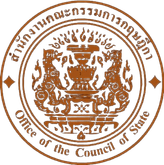 สำนักงานคณะกรรมการกฤษฎีกา
Office of the Council of State